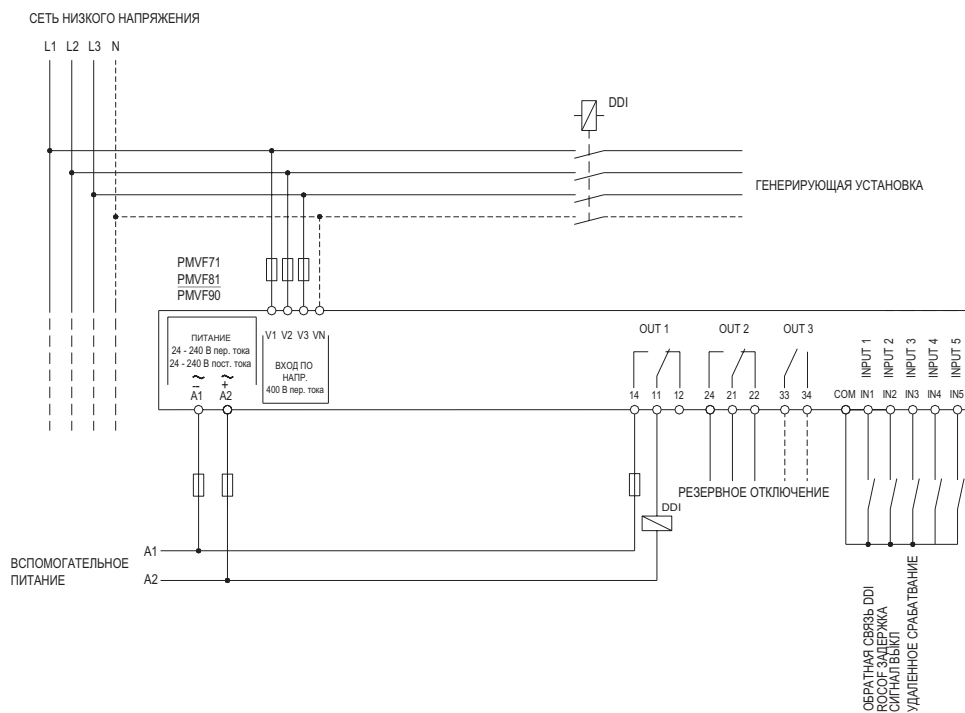 СЕТЬ НИЗКОГО НАПРЯЖЕНИЯ
L1 L2 L3 N
DDI
ГЕНЕРИРУЮЩАЯ УСТАНОВКА
PMVF71
PMVF81
PMVF90
ПИТАНИЕ
24 - 240 В пер. тока
24 - 240 В пост. тока
~ ~
– +
A1 A2
V1 V2 V3 VN
ВХОД ПО
НАПР.
400 В пер. тока
OUT 1
OUT 2
OUT 3
INPUT 1
INPUT 2
INPUT 3
INPUT 4
INPUT 5
14 11 12 24 21 22 33 34 COM IN1 IN2 IN3 IN4 IN5
РЕЗЕРВНОЕ ОТКЛЮЧЕНИЕ
DDI
ВСПОМОГАТЕЛЬНОЕ
ПИТАНИЕ
A1
A2
ОБРАТНАЯ СВЯЗЬ DDI
ROCOF ЗАДЕРЖКА
СИГНАЛ ВЫКЛ
УДАЛЕННОЕ СРАБАТВАНИЕ